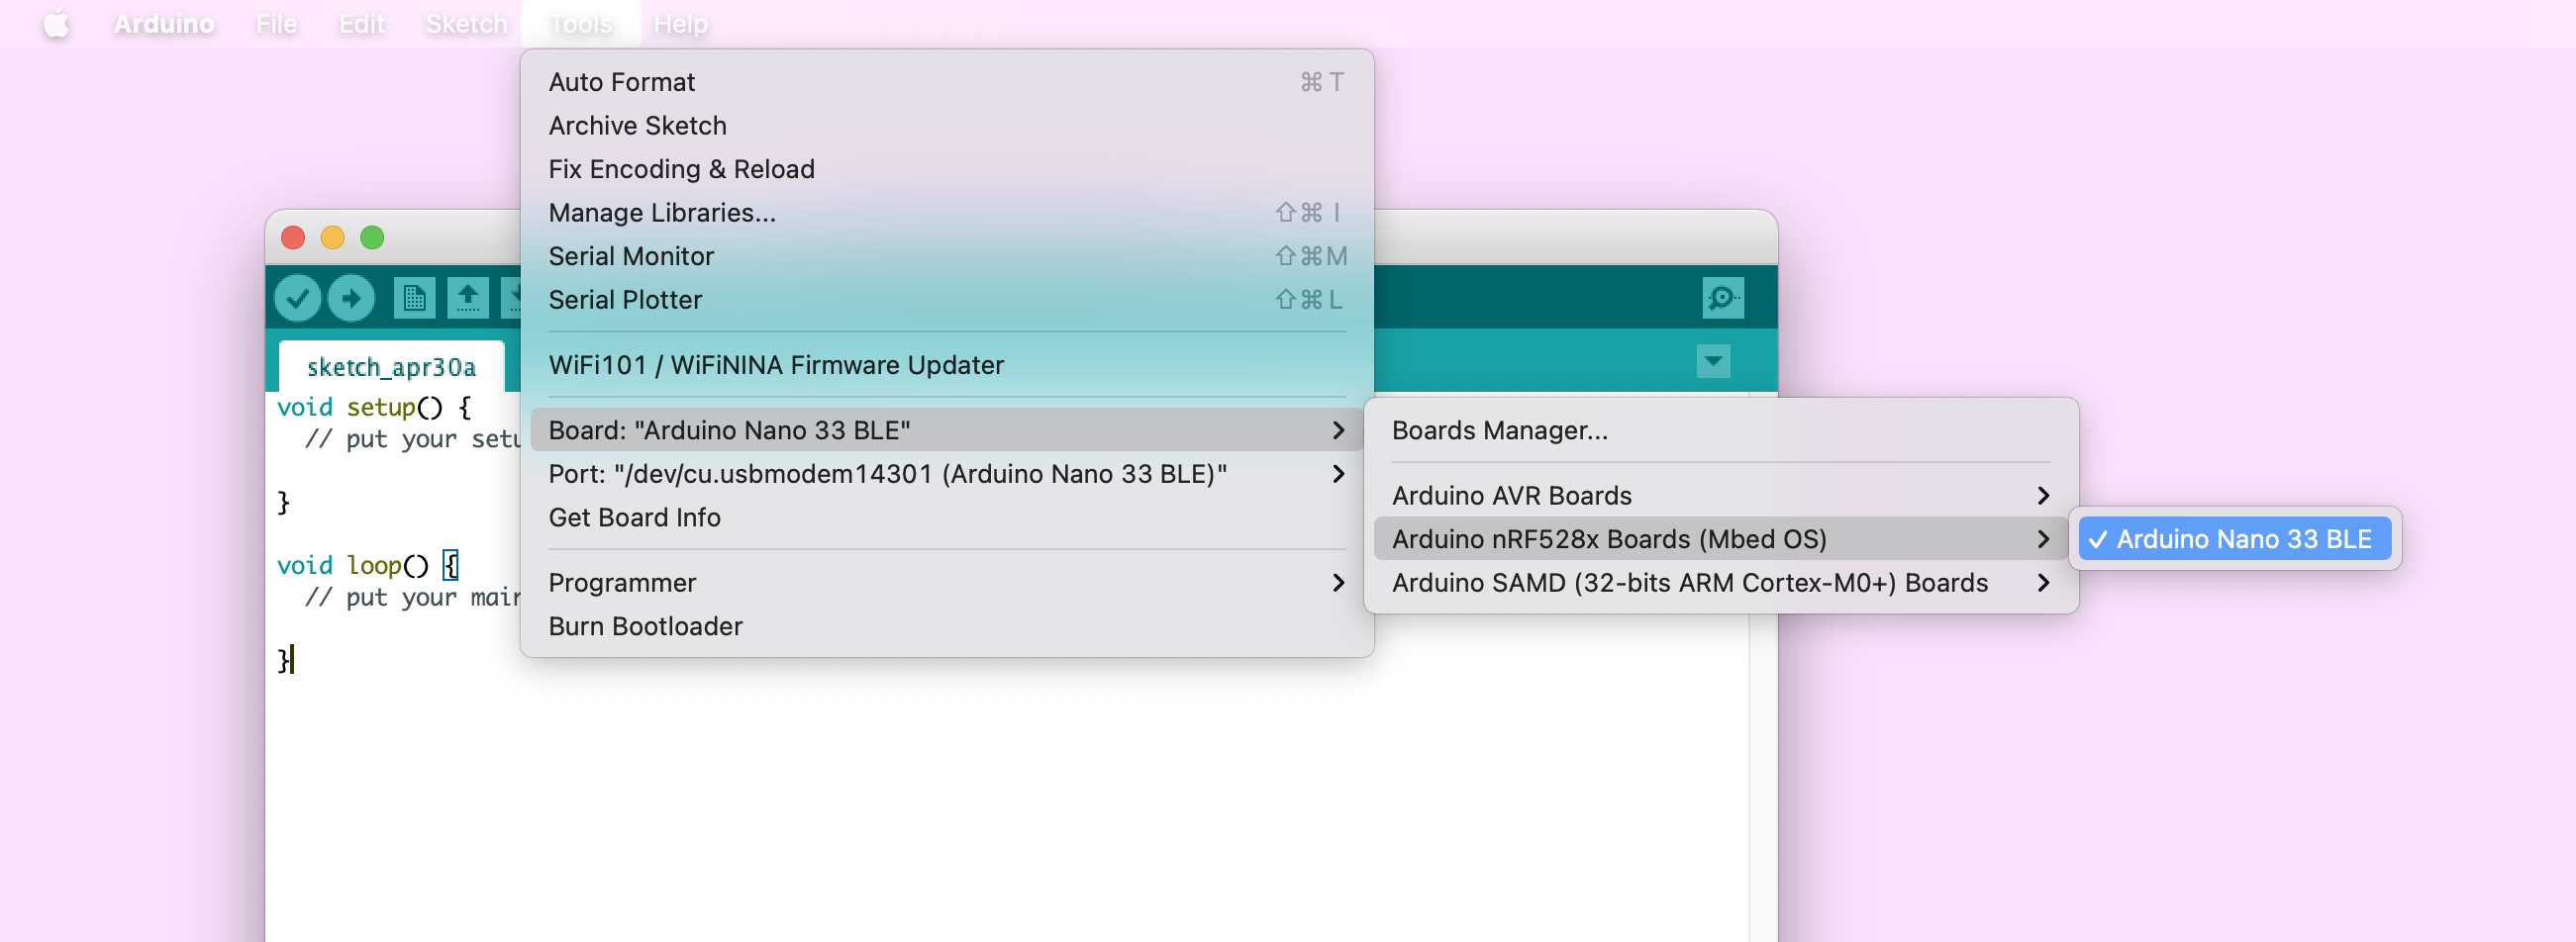 Arduino File Edit Sketch Tools Help
Auto Format ⌘ T
Archive Sketch
Fix Encoding & Reload
Manage Libraries... ⇧⌘ I
Serial Monitor ⇧⌘M
Serial Plotter ⇧⌘ L
WiFi101 / WiFiNINA Firmware Updater
Board: "Arduino Nano 33 BLE"
Port: "/dev/cu.usbmodem14301 (Arduino Nano 33 BLE)"
Get Board Info
Programmer
Burn Bootloader
Boards Manager...
Arduino AVR Boards
Arduino nRF528x Boards (Mbed OS)
Arduino SAMD (32-bits ARM Cortex-M0+) Boards
✓ Arduino Nano 33 BLE
sketch_apr30a
void setup() {
// put your setu
}
void loop() {
// put your mair
}